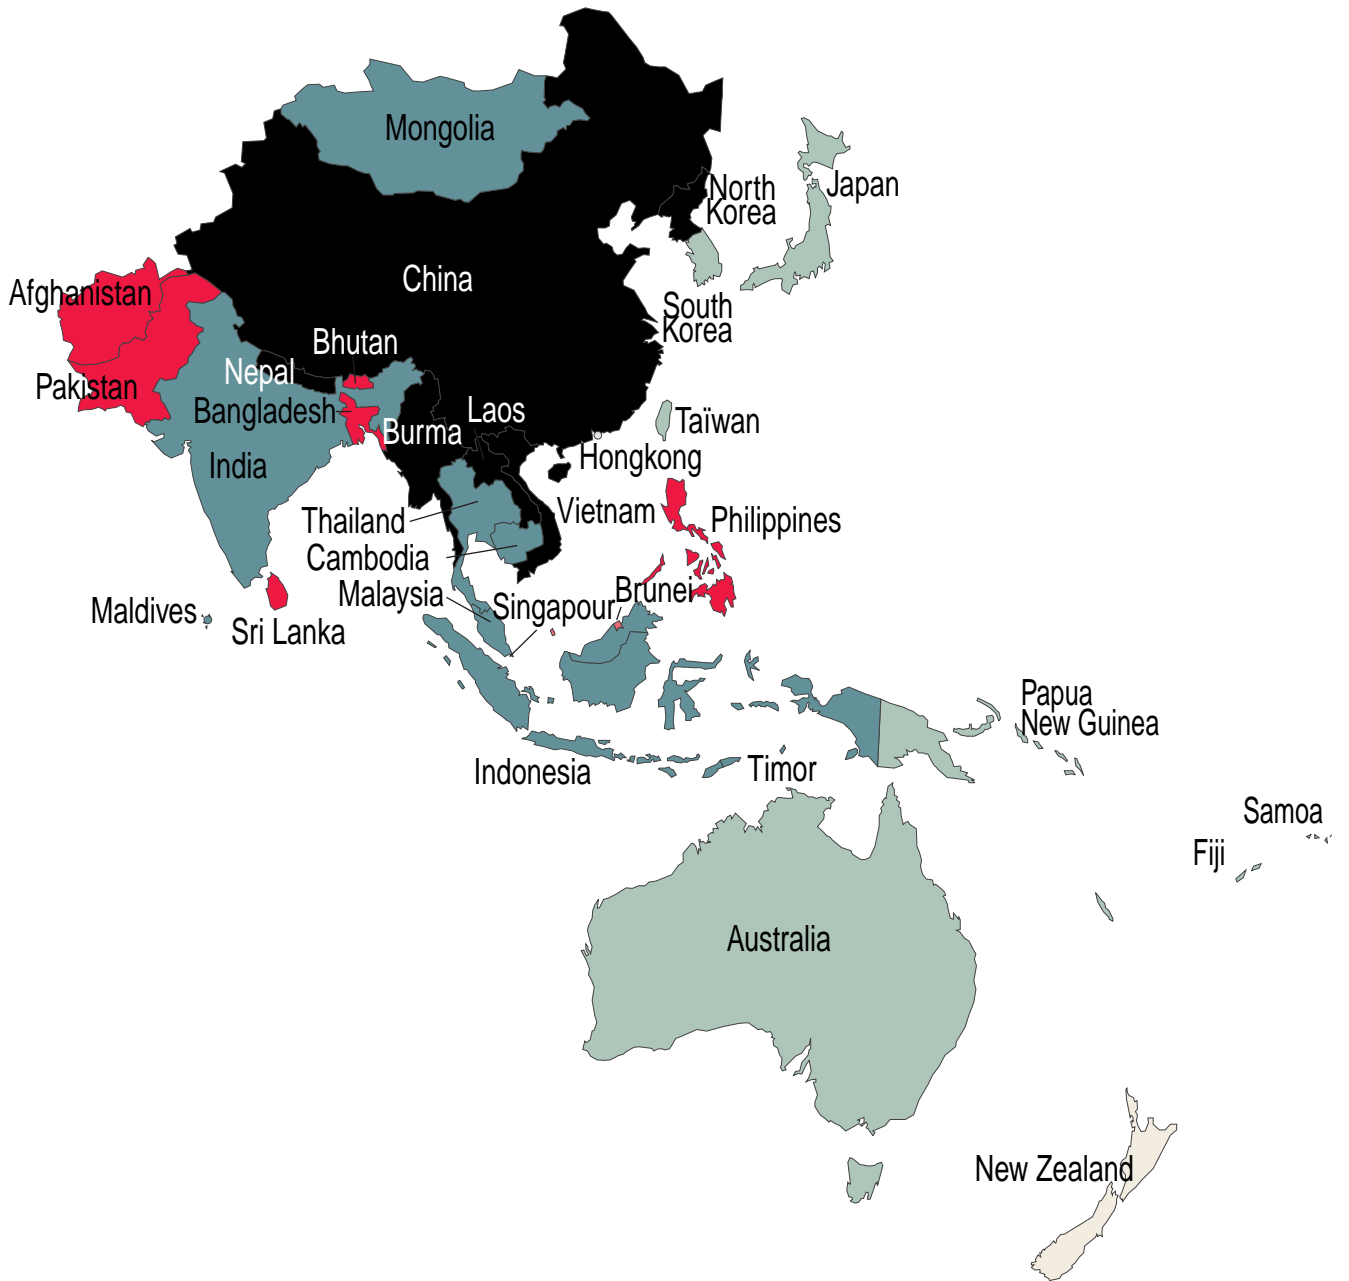 Mongolia
North
Korea
Japan
China
Afghanistan
South
Korea
Bhutan
Nepal
Pakistan
Bangladesh
Laos
Taïwan
Burma
Hongkong
India
Thailand
Vietnam
Philippines
Cambodia
Malaysia
Singapour
Brunei
Maldives
Sri Lanka
Papua
New Guinea
Indonesia
Timor
Samoa
Fiji
Australia
New Zealand